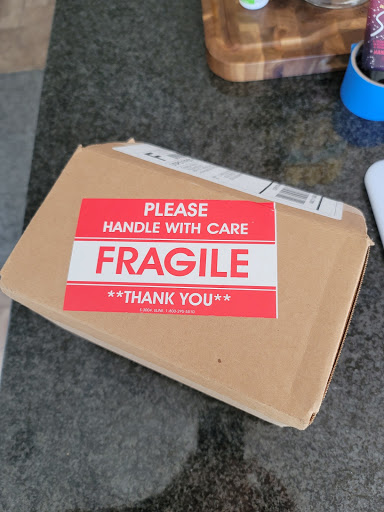 PLEASE
HANDLE WITH CARE
FRAGILE
**THANK YOU**